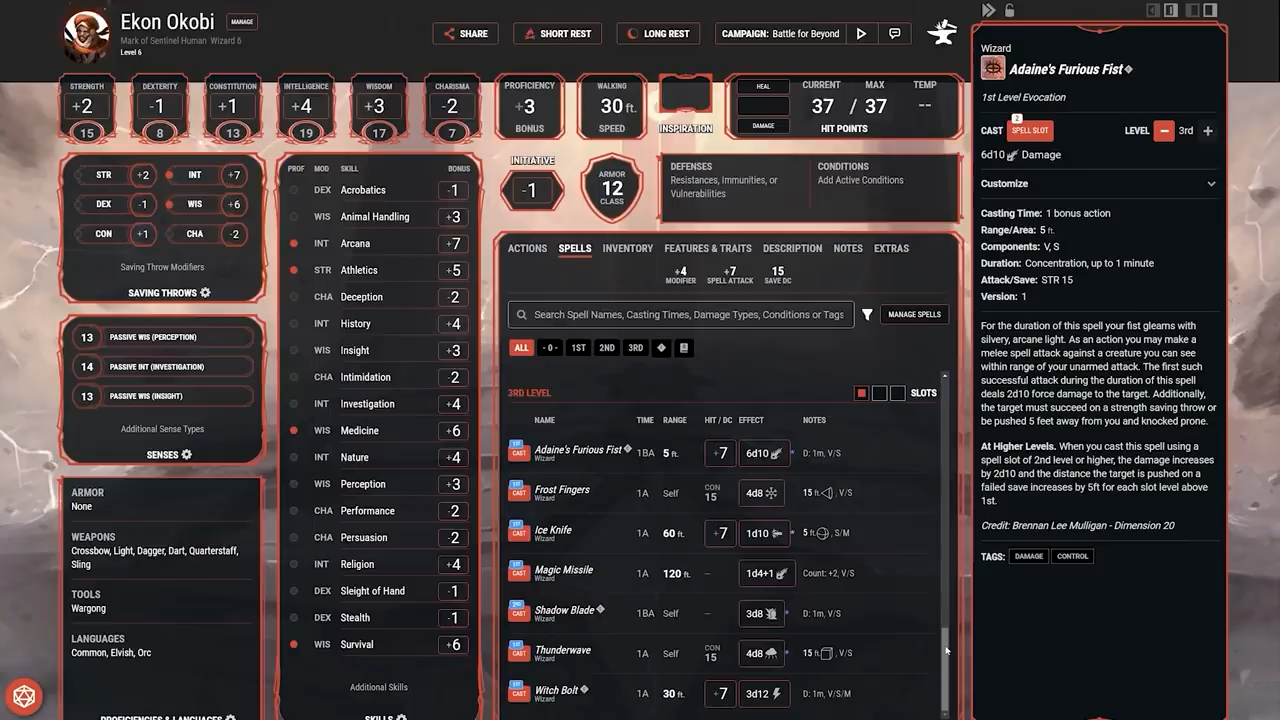 Ekon Okobi
MANAGE
Mark of Sentinel Human Wizard 6
Level 6
SHARE
SHORT REST
LONG REST
CAMPAIGN: Battle for Beyond
STRENGTH
+2
15
DEXTERITY
-1
8
CONSTITUTION
+1
13
INTELLIGENCE
+4
19
WISDOM
+3
17
CHARISMA
-2
7
PROFICIENCY
+3
BONUS
WALKING
30 ft.
SPEED
INSPIRATION
HEAL
DAMAGE
CURRENT MAX TEMP
37 / 37 --
HIT POINTS
STR +2 INT +7
DEX -1 WIS +6
CON +1 CHA -2
Saving Throw Modifiers
SAVING THROWS
13 PASSIVE WIS (PERCEPTION)
14 PASSIVE INT (INVESTIGATION)
13 PASSIVE WIS (INSIGHT)
Additional Sense Types
SENSES
ARMOR
None
WEAPONS
Crossbow, Light, Dagger, Dart, Quarterstaff,
Sling
TOOLS
Wargong
LANGUAGES
Common, Elvish, Orc
PROFICIENCIES & LANGUAGES
PROF MOD SKILL BONUS
DEX Acrobatics -1
WIS Animal Handling +3
INT Arcana +7
STR Athletics +5
CHA Deception -2
INT History +4
WIS Insight +3
CHA Intimidation -2
INT Investigation +4
WIS Medicine +6
INT Nature +4
WIS Perception +3
CHA Performance -2
CHA Persuasion -2
INT Religion +4
DEX Sleight of Hand -1
DEX Stealth -1
WIS Survival +6
Additional Skills
SKILLS
INITIATIVE
-1
ARMOR
12
CLASS
DEFENSES
Resistances, Immunities, or
Vulnerabilities
CONDITIONS
Add Active Conditions
ACTIONS SPELLS INVENTORY FEATURES & TRAITS DESCRIPTION NOTES EXTRAS
+4 +7 15
MODIFIER SPELL ATTACK SAVE DC
Search Spell Names, Casting Times, Damage Types, Conditions or Tags
MANAGE SPELLS
ALL - 0 - 1ST 2ND 3RD
3RD LEVEL SLOTS
NAME TIME RANGE HIT / DC EFFECT NOTES
1ST CAST Adaine's Furious Fist 1BA 5 ft. +7 6d10 D: 1m, V/S
Wizard
1ST CAST Frost Fingers 1A Self CON 15 4d8 15 ft. , V/S
Wizard
1ST CAST Ice Knife 1A 60 ft. +7 1d10 5 ft. , S/M
Wizard
1ST CAST Magic Missile 1A 120 ft. -- 1d4+1 Count: +2, V/S
Wizard
2ND CAST Shadow Blade 1BA Self -- 3d8 D: 1m, V/S
Wizard
1ST CAST Thunderwave 1A Self CON 15 4d8 15 ft. , V/S
Wizard
1ST CAST Witch Bolt 1A 30 ft. +7 3d12 D: 1m, V/S/M
Wizard
Wizard
Adaine's Furious Fist
1st Level Evocation
CAST 2 SPELL SLOT LEVEL − 3rd +
6d10 Damage
Customize
Casting Time: 1 bonus action
Range/Area: 5 ft.
Components: V, S
Duration: Concentration, up to 1 minute
Attack/Save: STR 15
Version: 1
For the duration of this spell your fist gleams with
silvery, arcane light. As an action you may make a
melee spell attack against a creature you can see
within range of your unarmed attack. The first such
successful attack during the duration of this spell
deals 2d10 force damage to the target. Additionally,
the target must succeed on a strength saving throw or
be pushed 5 feet away from you and knocked prone.
At Higher Levels. When you cast this spell using a
spell slot of 2nd level or higher, the damage increases
by 2d10 and the distance the target is pushed on a
failed save increases by 5ft for each slot level above
1st.
Credit: Brennan Lee Mulligan - Dimension 20
TAGS: DAMAGE CONTROL